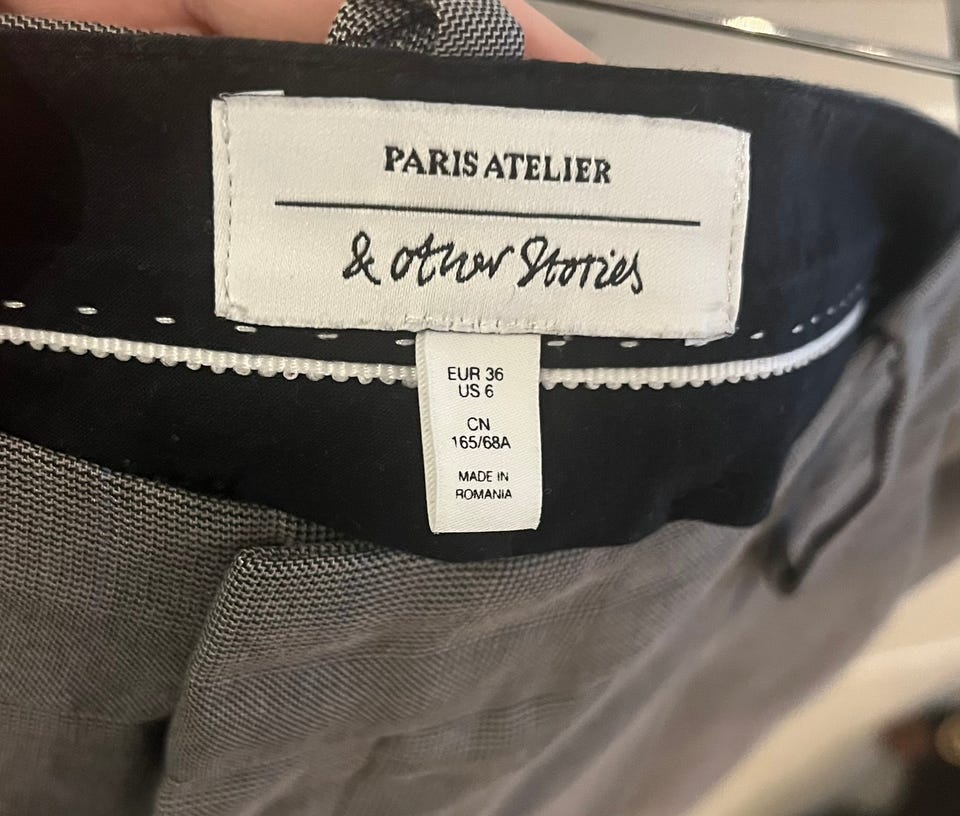 PARIS ATELIER
& other Stories
EUR 36
US 6
CN
165/68A
MADE IN
ROMANIA